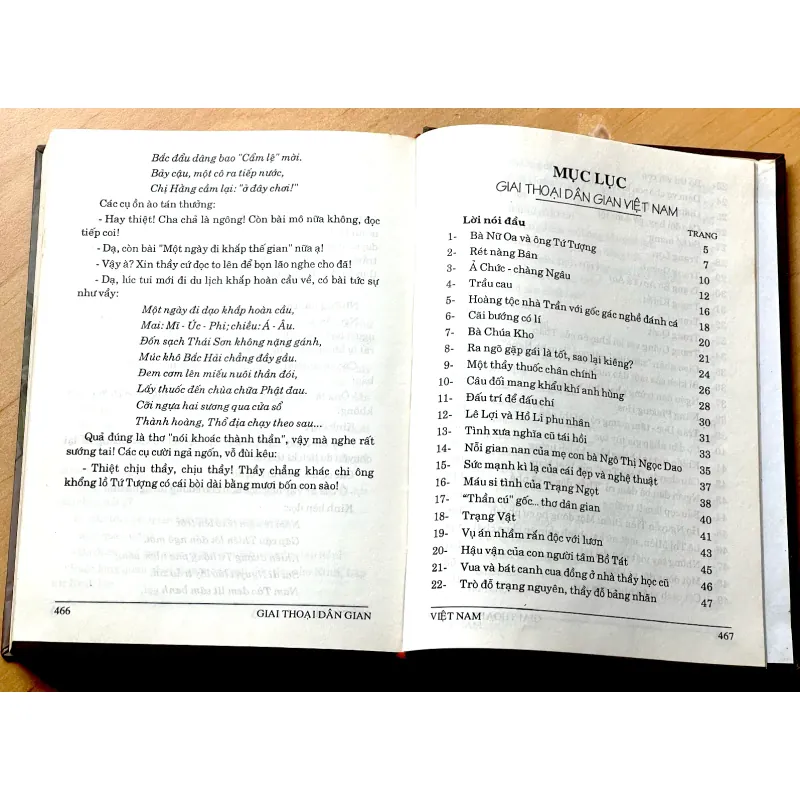 Bắc đẩu dâng bao "Cẩm lệ" mời.
Bảy cậu, một cô ra tiếp nước,
Chị Hằng cầm lại: "ở đây chơi!"
Các cụ ồn ào tán thưởng:
- Hay thiệt! Cha chả là ngông! Còn bài mô nữa không, đọc
tiếp coi!
- Dạ, còn bài "Một ngày đi khắp thế gian" nữa ạ!
- Vậy à? Xin thầy cứ đọc to lên để bọn lão nghe cho đã!
- Dạ, lúc tui mới đi du lịch khắp hoàn cầu về, có bài tức sự
như vầy:
Một ngày đi dạo khắp hoàn cầu,
Mai: Mĩ - Úc - Phi; chiều: Á - Âu.
Đốn sạch Thái Sơn không nặng gánh,
Múc khô Bắc Hải chẳng đầy gầu.
Đem cơm lên miếu nuôi thần đói,
Lấy thuốc đến chùa chữa Phật đau.
Cỡi ngựa hai sương qua cửa sổ
Thành hoàng, Thổ địa chạy theo sau...
Quả đúng là thơ "nói khoác thành thần", vậy mà nghe rất
sướng tai! Các cụ cười ngả ngốn, vỗ đùi kêu:
- Thiệt chịu thầy, chịu thầy! Thầy chẳng khác chi ông
khổng lồ Tứ Tượng có cái bòi dài bằng mươi bốn con sào!
466 GIAI THOẠI DÂN GIAN
MỤC LỤC
GIAI THOẠI DÂN GIAN VIỆT NAM
TRANG
Lời nói đầu 5
1- Bà Nữ Oa và ông Tứ Tượng 7
2- Rét nàng Bân 10
3- Ả Chức - chàng Ngâu 12
4- Trầu cau 16
5- Hoàng tộc nhà Trần với gốc gác nghề đánh cá 18
6- Cãi bướng có lí 20
7- Bà Chúa Kho 21
8- Ra ngõ gặp gái là tốt, sao lại kiêng? 24
9- Một thầy thuốc chân chính 26
10- Câu đối mang khẩu khí anh hùng 28
11- Đấu trí để đấu chí 30
12- Lê Lợi và Hồ Li phu nhân 31
13- Tình xưa nghĩa cũ tái hồi 33
14- Nỗi gian nan của mẹ con bà Ngô Thị Ngọc Dao 35
15- Sức mạnh kì lạ của cái đẹp và nghệ thuật 37
16- Máu si tình của Trạng Ngọt 38
17- "Thần cú" gốc... thơ dân gian 40
18- Trạng Vật 41
19- Vụ án nhầm rắn độc với lươn 43
20- Hậu vận của con người tâm Bồ Tát 45
21- Vua và bát canh cua đồng ở nhà thầy học cũ 46
22- Trò đỗ trạng nguyên, thầy đỗ bảng nhãn 47
VIỆT NAM 467